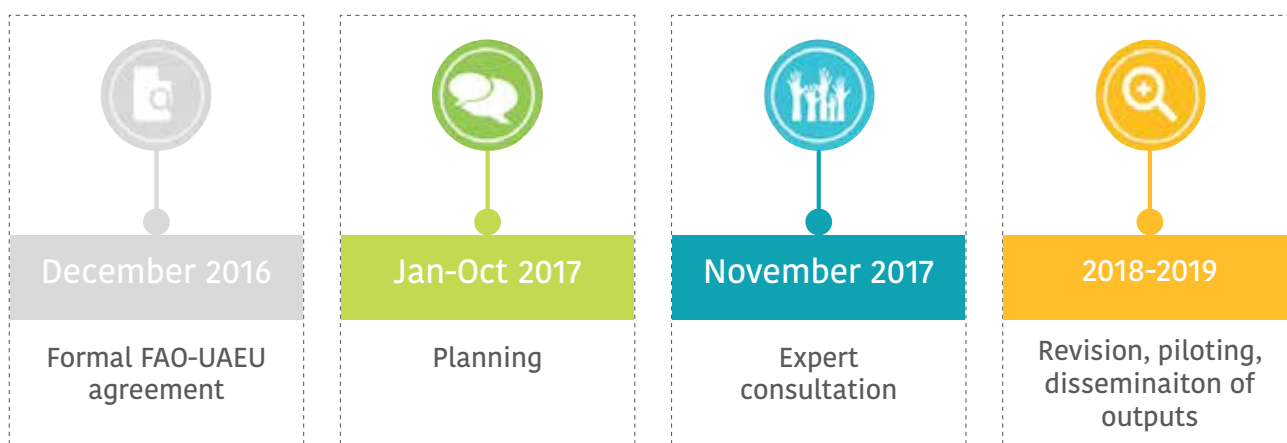 December 2016
Formal FAO-UAEU
agreement
Jan-Oct 2017
Planning
November 2017
Expert
consultation
2018-2019
Revision, piloting,
disseminaiton of
outputs